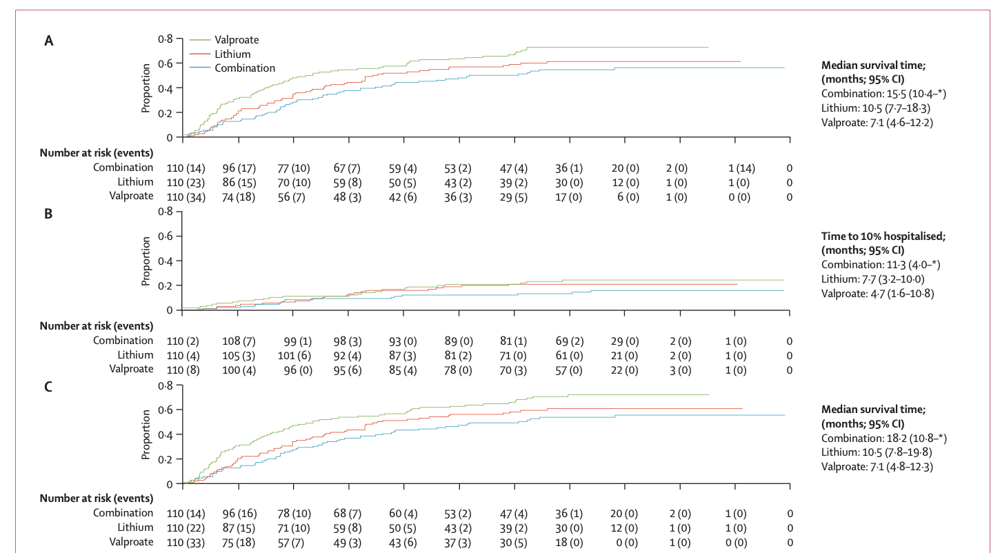 A
0·8
0·6
0·4
0·2
0
Proportion
Valproate
Lithium
Combination
Median survival time;
(months; 95% CI)
Combination: 15·5 (10·4–*)
Lithium: 10·5 (7·7–18·3)
Valproate: 7·1 (4·6–12·2)
Number at risk (events)
Combination 110 (14) 96 (17) 77 (10) 67 (7) 59 (4) 53 (2) 47 (4) 36 (1) 20 (0) 2 (0) 1 (14) 0
Lithium 110 (23) 86 (15) 70 (10) 59 (8) 50 (5) 43 (2) 39 (2) 30 (0) 12 (0) 1 (0) 1 (0) 0
Valproate 110 (34) 74 (18) 56 (7) 48 (3) 42 (6) 36 (3) 29 (5) 17 (0) 6 (0) 1 (0) 0 (0) 0
B
0·8
0·6
0·4
0·2
0
Proportion
Time to 10% hospitalised;
(months; 95% CI)
Combination: 11·3 (4·0–*)
Lithium: 7·7 (3·2–10·0)
Valproate: 4·7 (1·6–10·8)
Number at risk (events)
Combination 110 (2) 108 (7) 99 (1) 98 (3) 93 (0) 89 (0) 81 (1) 69 (2) 29 (0) 2 (0) 1 (0) 0
Lithium 110 (4) 105 (3) 101 (6) 92 (4) 87 (3) 81 (2) 71 (0) 61 (0) 21 (0) 2 (0) 1 (0) 0
Valproate 110 (8) 100 (4) 96 (0) 95 (6) 85 (4) 78 (0) 70 (3) 57 (0) 22 (0) 3 (0) 1 (0) 0
C
0·8
0·6
0·4
0·2
0
Proportion
Median survival time;
(months; 95% CI)
Combination: 18·2 (10·8–*)
Lithium: 10·5 (7·8–19·8)
Valproate: 7·1 (4·8–12·3)
Number at risk (events)
Combination 110 (14) 96 (16) 78 (10) 68 (7) 60 (4) 53 (2) 47 (4) 36 (1) 20 (0) 2 (0) 1 (0) 0
Lithium 110 (22) 87 (15) 71 (10) 59 (8) 50 (5) 43 (2) 39 (2) 30 (0) 12 (0) 1 (0) 1 (0) 0
Valproate 110 (33) 75 (18) 57 (7) 49 (3) 43 (6) 37 (3) 30 (5) 18 (0) 0 (0) 1 (0) 0 (0) 0